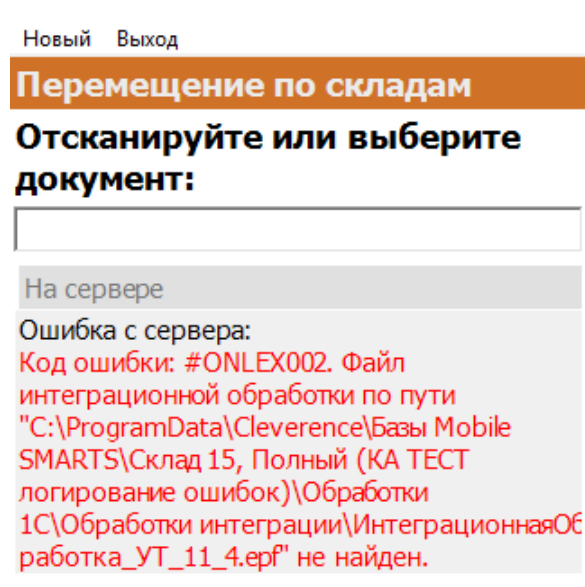 Новый Выход
Перемещение по складам
Отсканируйте или выберите
документ:
На сервере
Ошибка с сервера:
Код ошибки: #ONLEX002. Файл
интеграционной обработки по пути
"C:\ProgramData\Cleverence\Базы Mobile
SMARTS\Склад 15, Полный (КА ТЕСТ
логирование ошибок)\Обработки
1С\Обработки интеграции\ИнтеграционнаяОб
работка_УТ_11_4.epf" не найден.